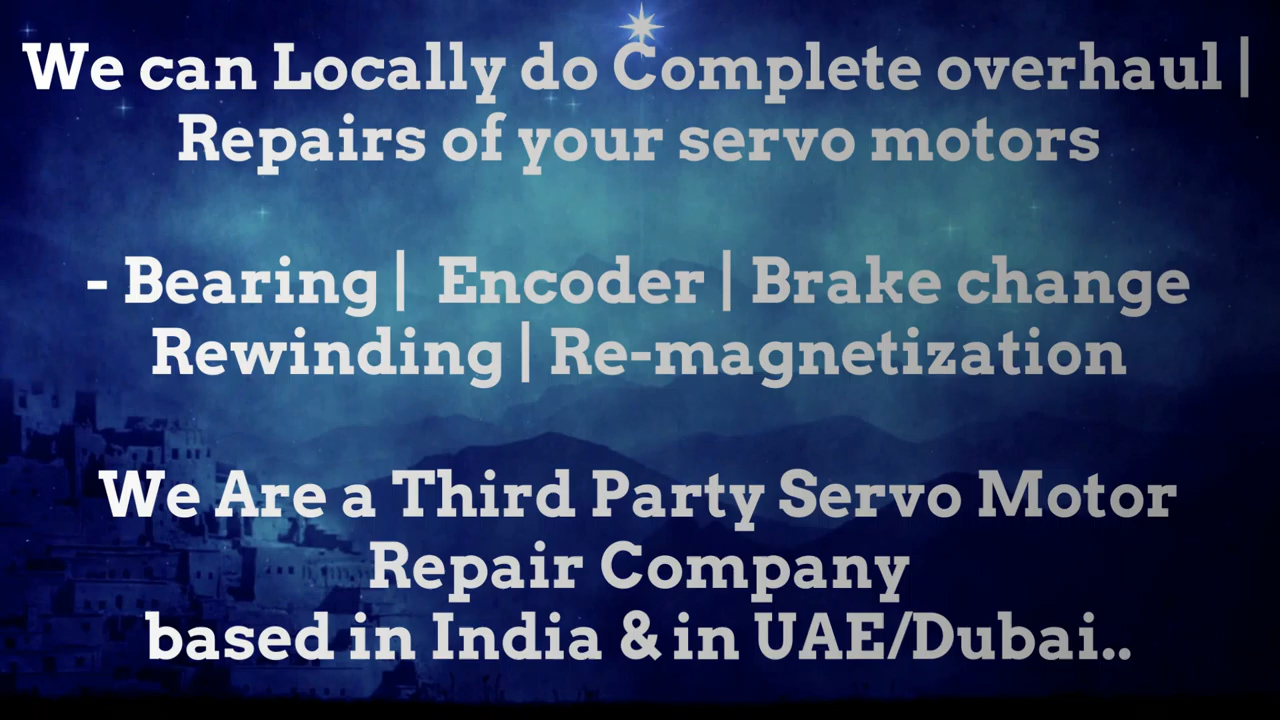 We can Locally do Complete overhaul |
Repairs of your servo motors
- Bearing | Encoder | Brake change
Rewinding | Re-magnetization
We Are a Third Party Servo Motor
Repair Company
based in India & in UAE/Dubai..